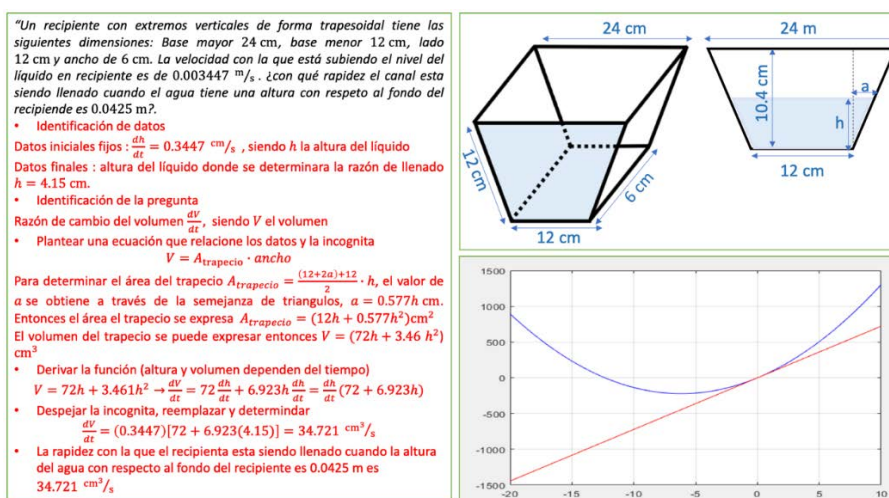 “Un recipiente con extremos verticales de forma trapesoidal tiene las
siguientes dimensiones: Base mayor 24 cm, base menor 12 cm, lado
12 cm y ancho de 6 cm. La velocidad con la que está subiendo el nivel del
líquido en recipiente es de 0.003447 m/s . ¿con qué rapidez el canal esta
siendo llenado cuando el agua tiene una altura con respeto al fondo del
recipiende es 0.0425 m?.
• Identificación de datos
Datos iniciales fijos : dh/dt = 0.3447 cm/s , siendo h la altura del líquido
Datos finales : altura del líquido donde se determinara la razón de llenado
h = 4.15 cm.
• Identificación de la pregunta
Razón de cambio del volumen dV/dt, siendo V el volumen
• Plantear una ecuación que relacione los datos y la incognita
V = A_trapecio · ancho
Para determinar el área del trapecio A_trapecio = ((12+2a)+12)/2 · h, el valor de
a se obtiene a través de la semejanza de triangulos, a = 0.577h cm.
Entonces el área el trapecio se expresa A_trapecio = (12h + 0.577h²)cm²
El volumen del trapecio se puede expresar entonces V = (72h + 3.46 h²)
cm³
• Derivar la función (altura y volumen dependen del tiempo)
V = 72h + 3.461h² → dV/dt = 72 dh/dt + 6.923h dh/dt = dh/dt (72 + 6.923h)
• Despejar la incognita, reemplazar y determindar
dV/dt = (0.3447)[72 + 6.923(4.15)] = 34.721 cm³/s
• La rapidez con la que el recipienta esta siendo llenado cuando la altura
del agua con respecto al fondo del recipiente es 0.0425 m es
34.721 cm³/s
24 cm
12 cm
6 cm
12 cm
24 m
10.4 cm
a
h
12 cm
1500
1000
500
0
-500
-1000
-1500
-20 -15 -10 -5 0 5 10